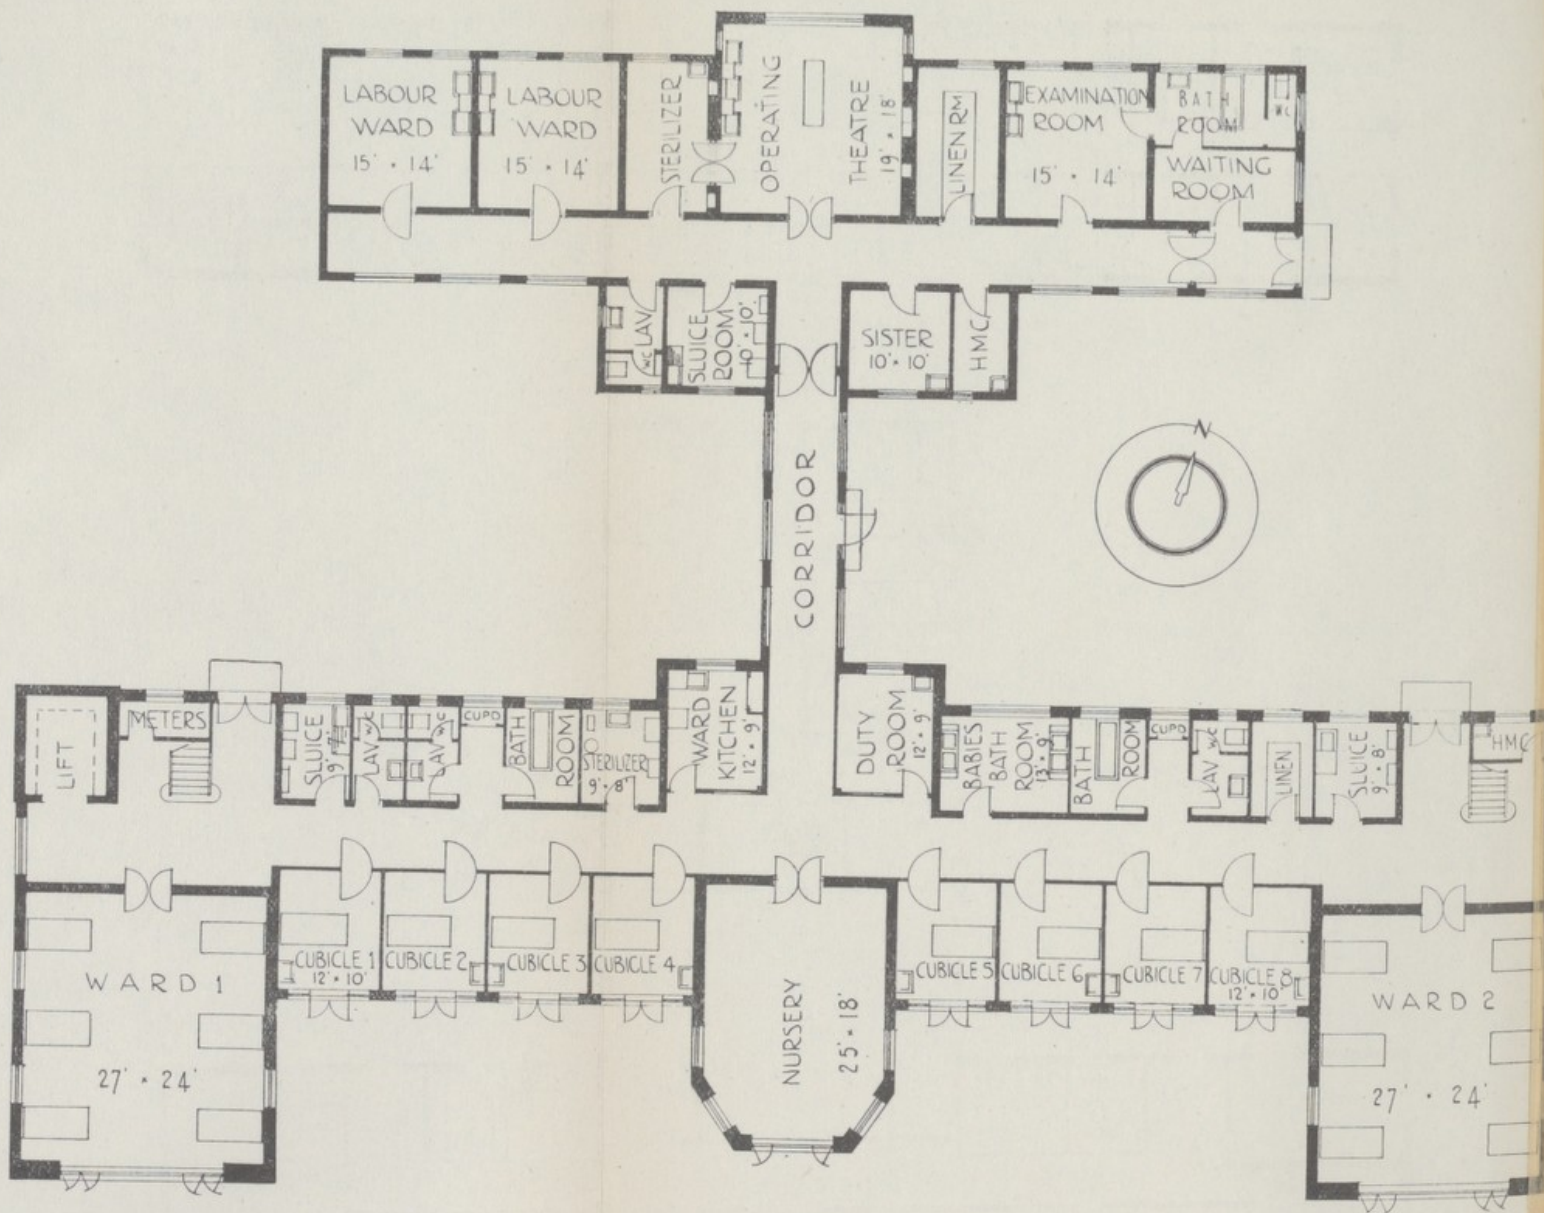 LABOUR
WARD
15' × 14'
LABOUR
WARD
15' × 14'
STERILIZER
OPERATING
THEATRE
19' × 18'
LINEN RM
EXAMINATION
ROOM
15' × 14'
BATH
ROOM
WC
WAITING
ROOM
LAV
WC
SLUICE
ROOM
10' × 10'
SISTER
10' × 10'
HMC
N
CORRIDOR
LIFT
METERS
SLUICE
LAV
WC
LAV
WC
CUPD
BATH
ROOM
STERILIZER
9' × 8'
WARD
KITCHEN
12' × 9'
DUTY
ROOM
12' × 9'
BABIES
BATH
ROOM
13' × 9'
BATH
ROOM
CUPD
LAV
WC
LINEN
SLUICE
9' × 8'
HMC
WARD 1
27' × 24'
CUBICLE 1
12' × 10'
CUBICLE 2
CUBICLE 3
CUBICLE 4
NURSERY
25' × 18'
CUBICLE 5
CUBICLE 6
CUBICLE 7
CUBICLE 8
12' × 10'
WARD 2
27' × 24'